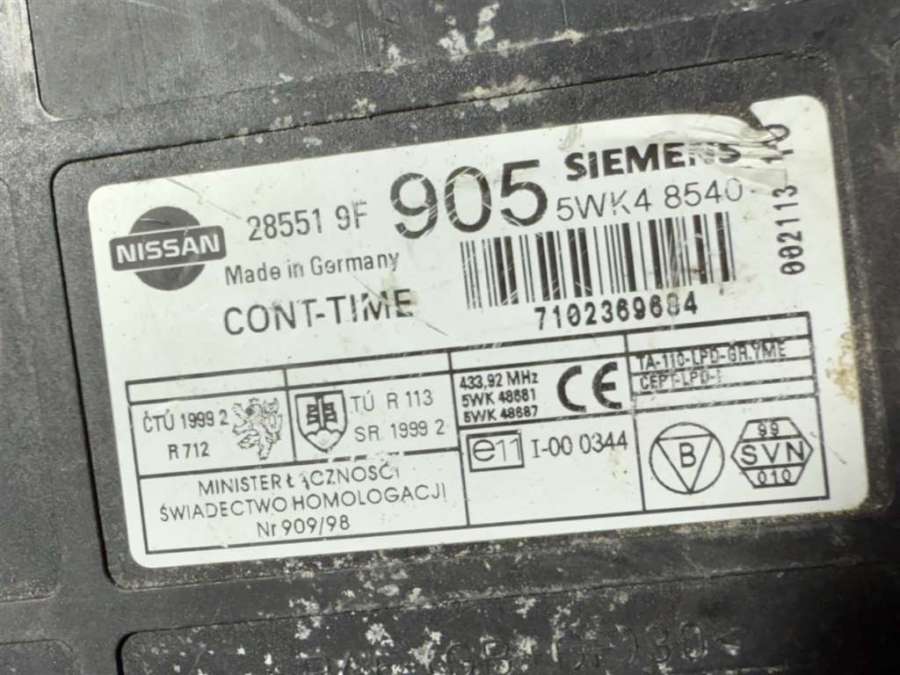 NISSAN
28551 9F 905
SIEMENS
5WK4 8540
Made in Germany
CONT-TIME
7102369684
002113
ČTÚ 1999 2
R 712
TÚ R 113
SR 1999 2
433,92 MHz
5WK 48681
5WK 48687
CE
TA-110-LPD-GR.YME
CEPT-LPD-
e11 I-00 0344
B
99
SVN
010
MINISTER ŁĄCZNOŚCI
ŚWIADECTWO HOMOLOGACJI
Nr 909/98